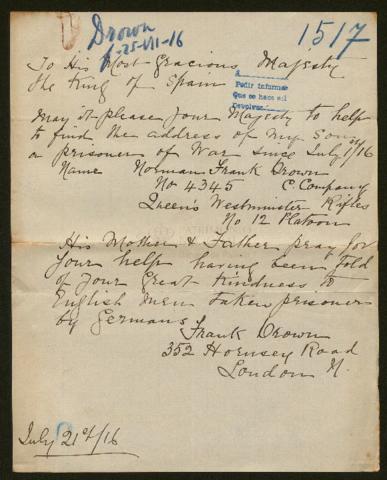 Drown
f-25-VII-16
1517
A
Pedir informes
Que se hace así
Devolver
To His Most Gracious Majesty
the King of Spain
May it please your Majesty to help
to find the address of my Son
a prisoner of War since July 1st/16
Name Norman Frank Drown
No 4345 C Company
Queen's Westminster Rifles
No 12 Platoon
His Mother & Father pray for
your help having been told
of your Great Kindness to
English men taken prisoner
by Germans
Frank Drown
352 Hornsey Road
London N.
July 21st/16